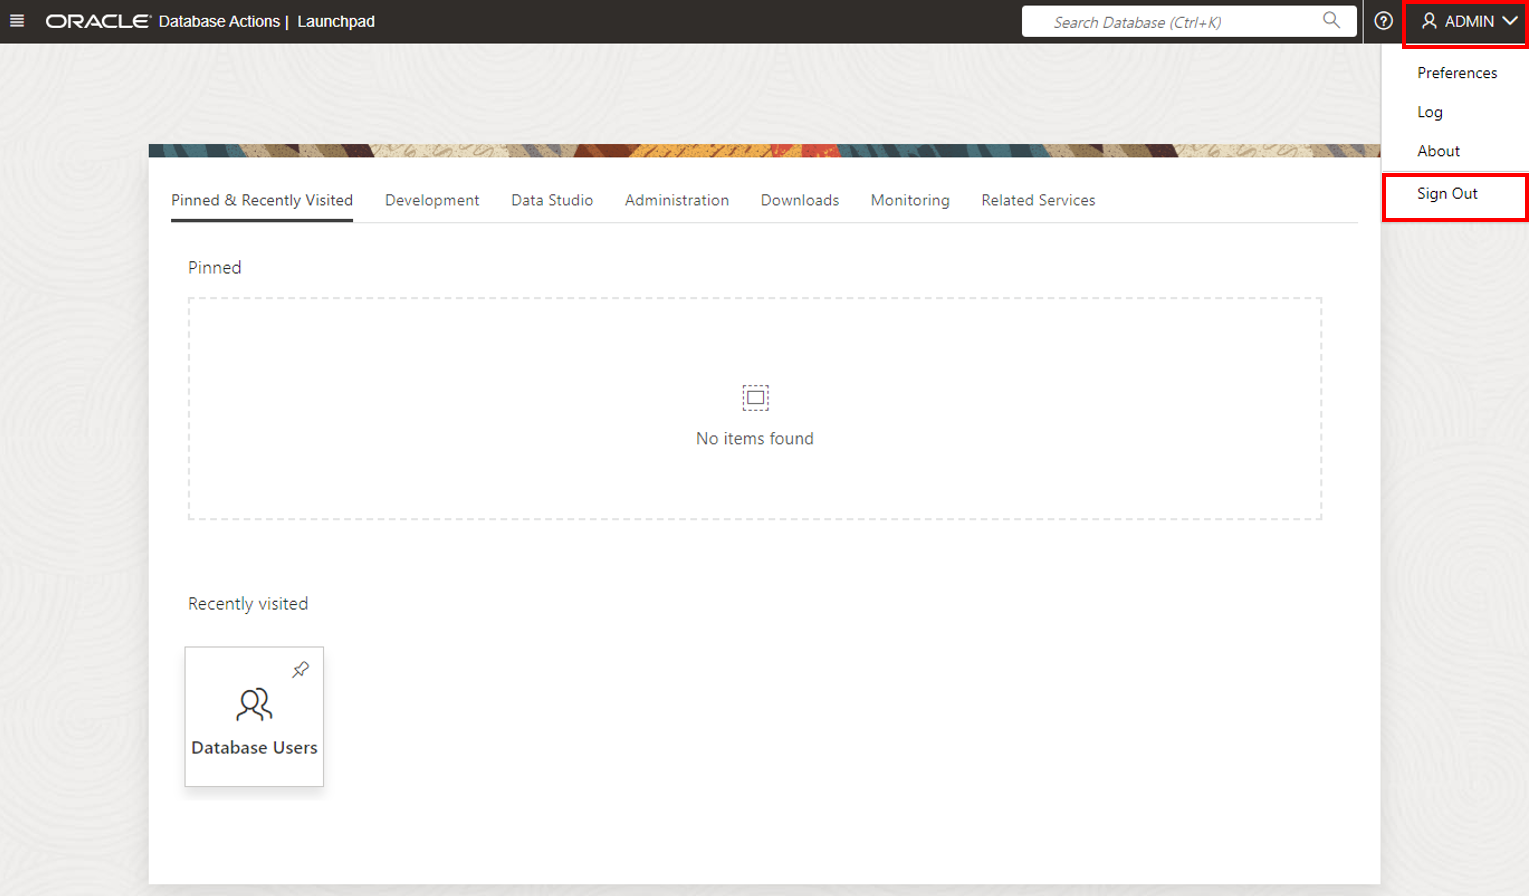 ORACLE® Database Actions | Launchpad
Search Database (Ctrl+K)
ADMIN
Preferences
Log
About
Sign Out
Pinned & Recently Visited Development Data Studio Administration Downloads Monitoring Related Services
Pinned
No items found
Recently visited
Database Users